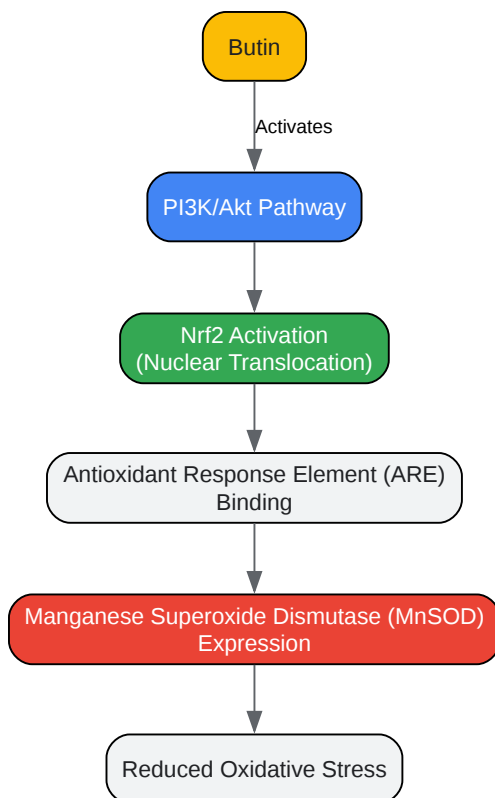 Butin
Activates
PI3K/Akt Pathway
Nrf2 Activation
(Nuclear Translocation)
Antioxidant Response Element (ARE)
Binding
Manganese Superoxide Dismutase (MnSOD)
Expression
Reduced Oxidative Stress